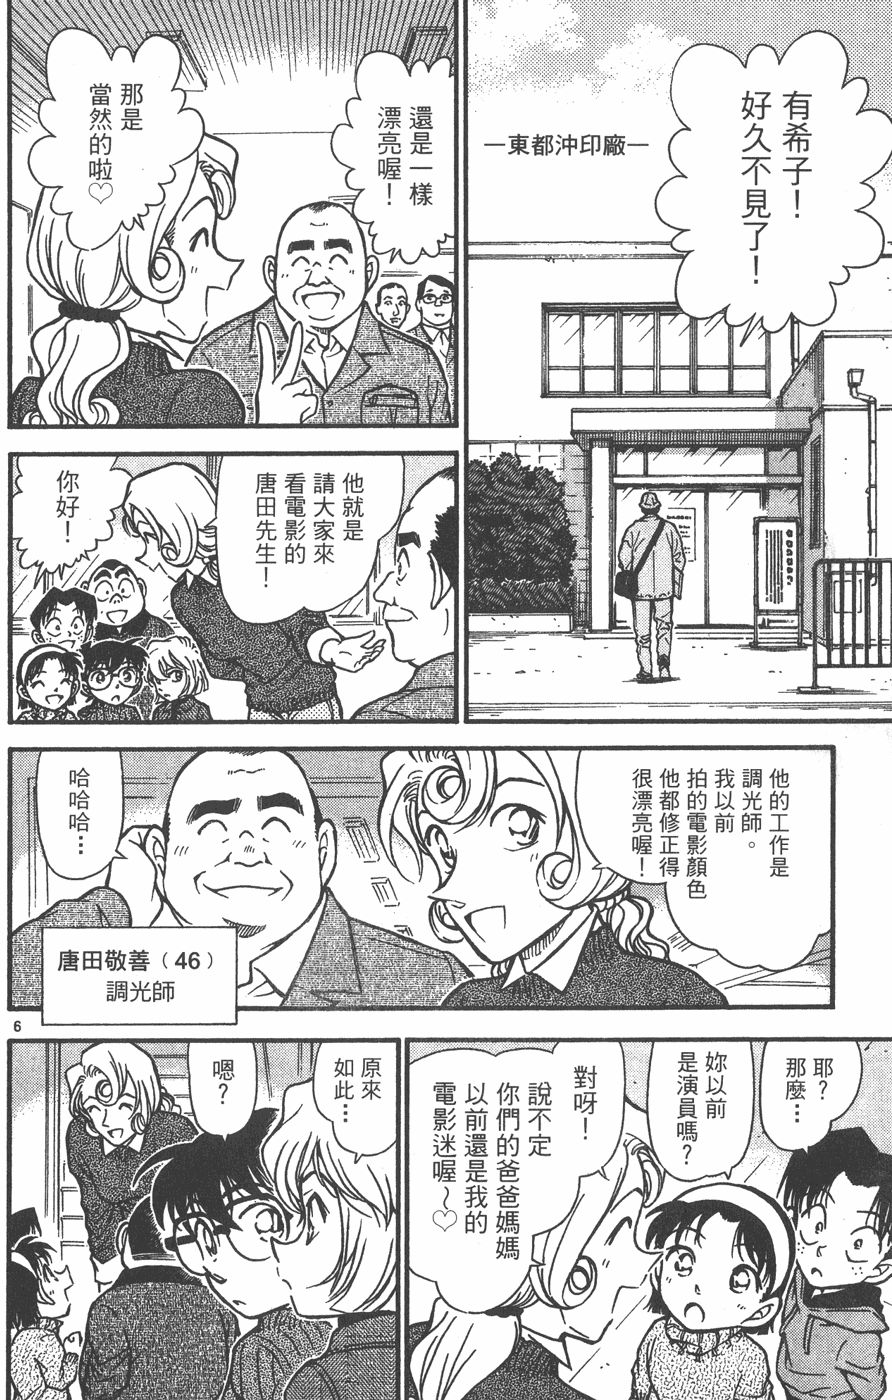 有希子！
好久不見了！
—東都沖印廠—
還是一樣
漂亮喔！
那是
當然的啦♡
他就是
請大家來
看電影的
唐田先生！
你好！
他的工作是
調光師。
我以前
拍的電影顏色
他都修正得
很漂亮喔！
哈哈哈…
唐田敬善（46）
調光師
6
耶？
那麼…
妳以前
是演員嗎？
對呀！
說不定
你們的爸爸媽媽
以前還是我的
電影迷喔～♡
原來
如此…
嗯？